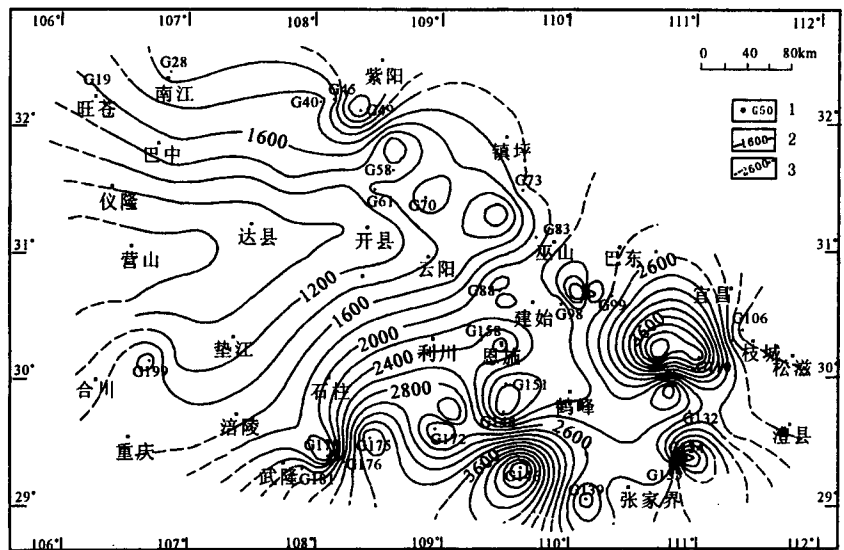 106° 107° 108° 109° 110° 111° 112°
0 40 80km
G50 1
1600 2
2600 3
32°
31°
30°
29°
G28
G19
南江
旺苍
G45
紫阳
G40
G49
1600
巴中
镇坪
G58
G73
仪隆
G61
G70
达县
开县
G83
营山
巫山
巴东
2600
云阳
1200
G88
宜昌
1600
建始
G98
G99
G106
2000
G158
枝城
垫江
2400
利川
恩施
松滋
G199
合川
石柱
2800
G151
鹤峰
涪陵
G172
2600
G132
澧县
重庆
G175
武隆
G176
G181
3600
G139
张家界
32°
31°
30°
29°
106° 107° 108° 109° 110° 111° 112°